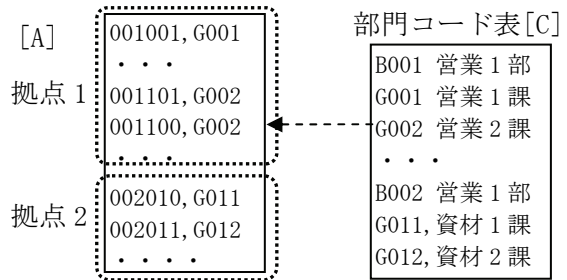 [A]
拠点1
拠点2
001001,G001
・・・
001101,G002
001100,G002
・・・
002010,G011
002011,G012
・・・・
部門コード表[C]
B001 営業1部
G001 営業1課
G002 営業2課
・・・
B002 営業1部
G011,資材1課
G012,資材2課